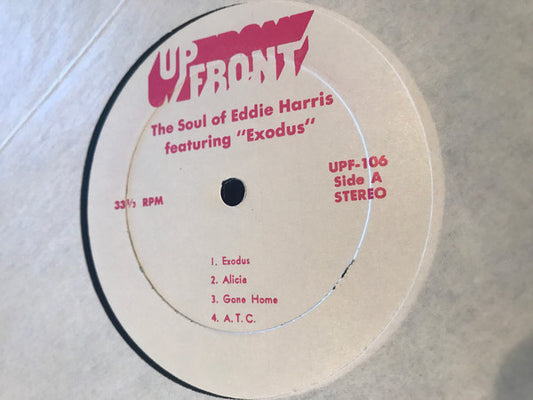 UP
FRONT
The Soul of Eddie Harris
featuring "Exodus"
UPF-106
Side A
STEREO
33⅓ RPM
1. Exodus
2. Alicia
3. Gone Home
4. A.T.C.